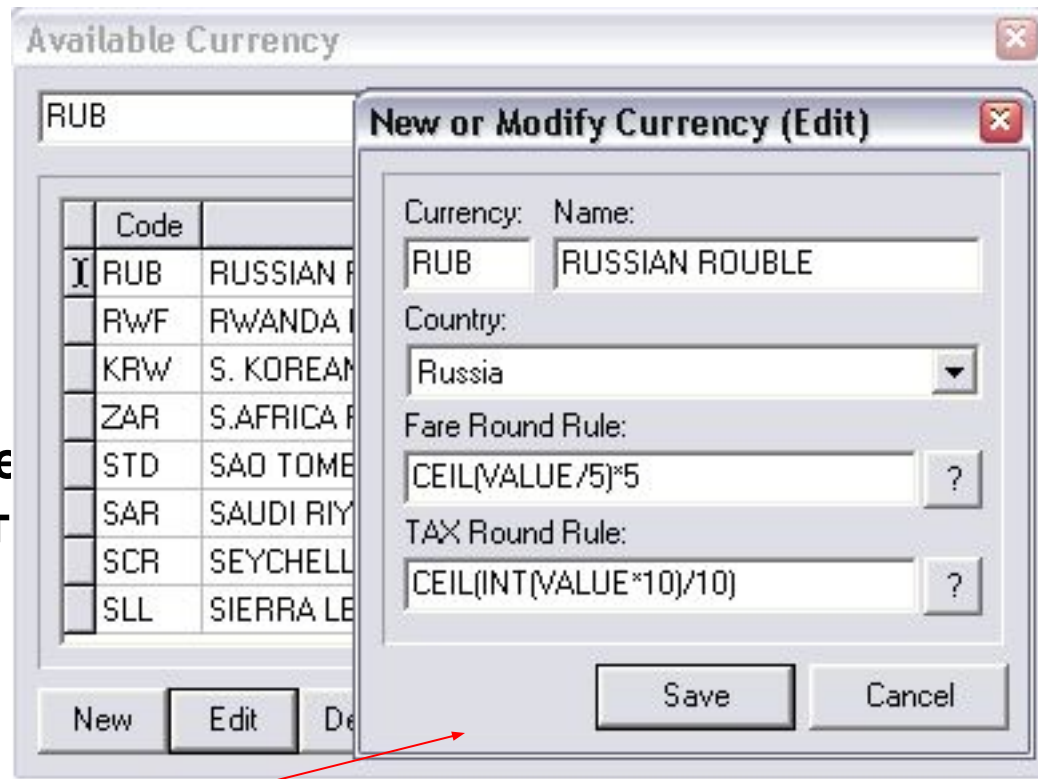 Available Currency
RUB
Code
RUB RUSSIAN
RWF RWANDA
KRW S. KOREAN
ZAR S.AFRICA
STD SAO TOME
SAR SAUDI RIY
SCR SEYCHELL
SLL SIERRA LE
New Edit De
New or Modify Currency (Edit)
Currency: Name:
RUB RUSSIAN ROUBLE
Country:
Russia
Fare Round Rule:
CEIL(VALUE/5)*5 ?
TAX Round Rule:
CEIL(INT(VALUE*10)/10) ?
Save Cancel
e
T